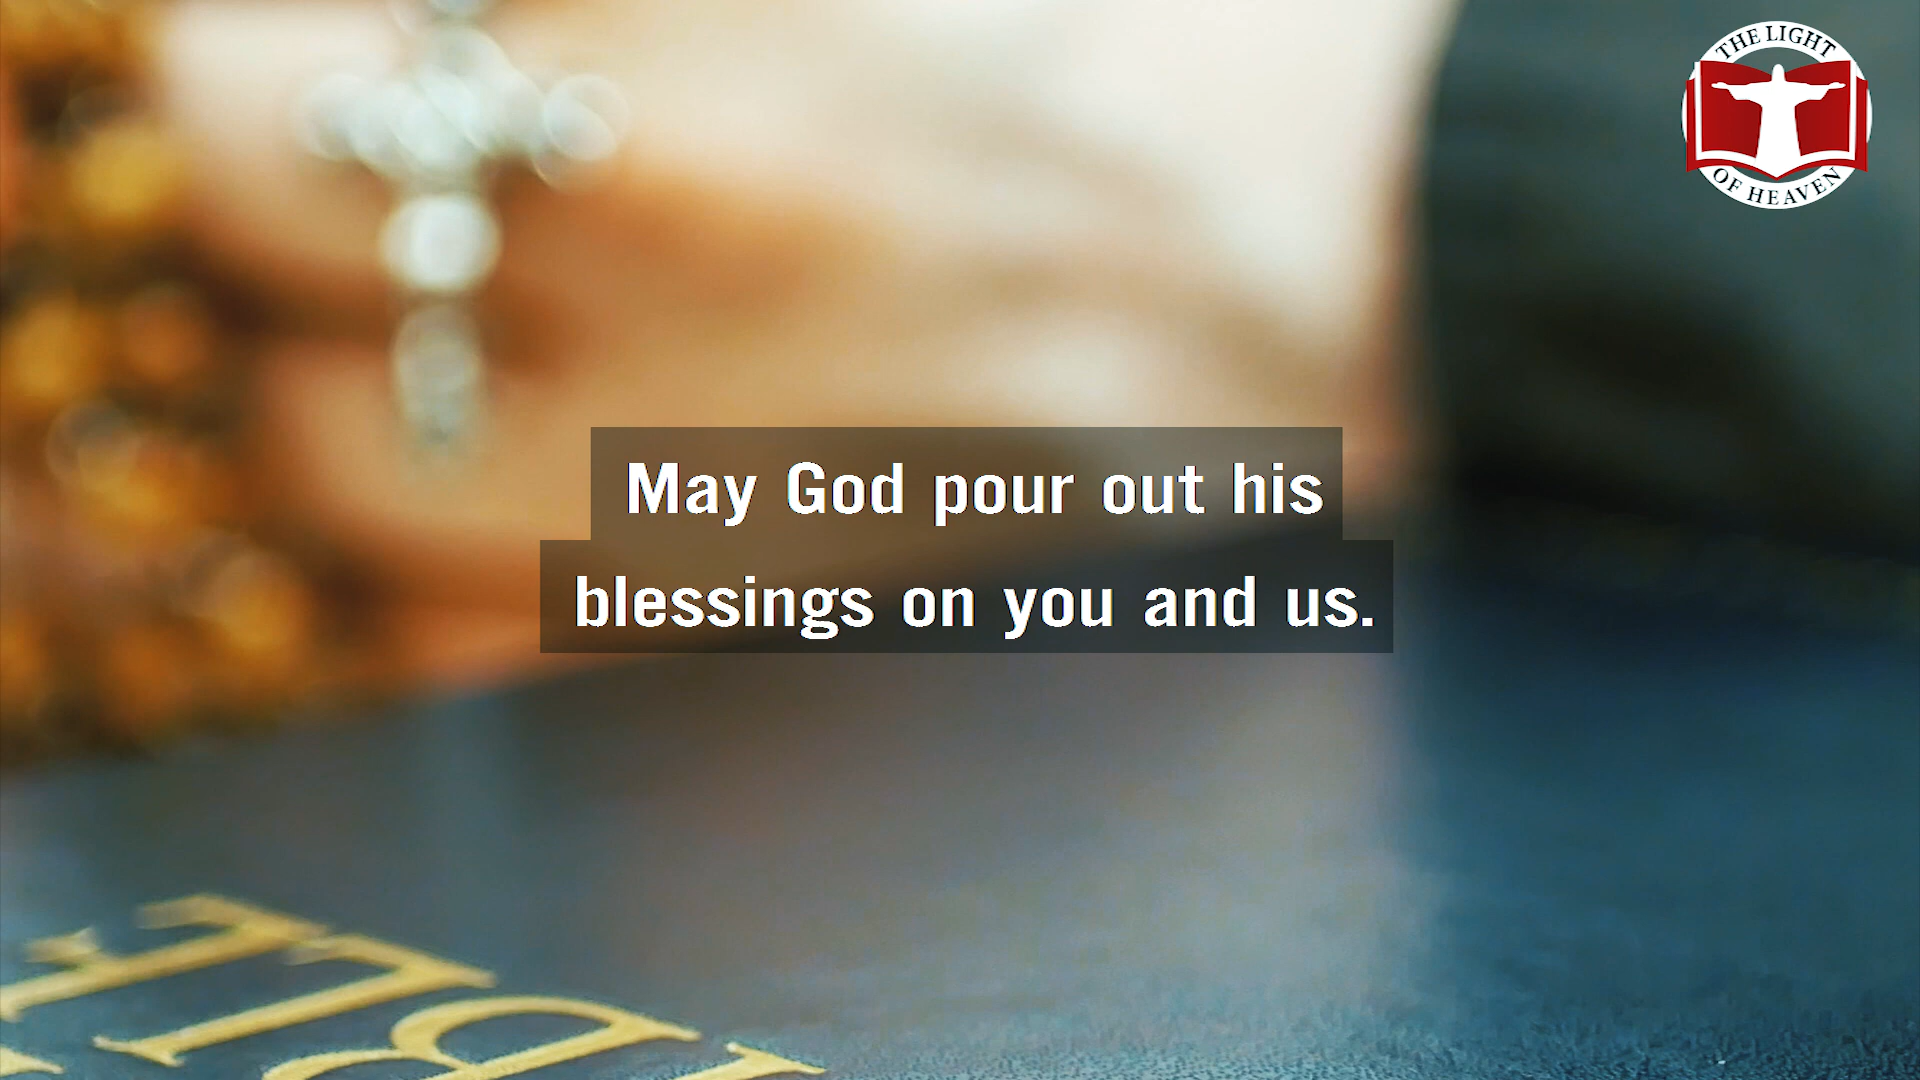 THE LIGHT
OF HEAVEN
May God pour out his
blessings on you and us.